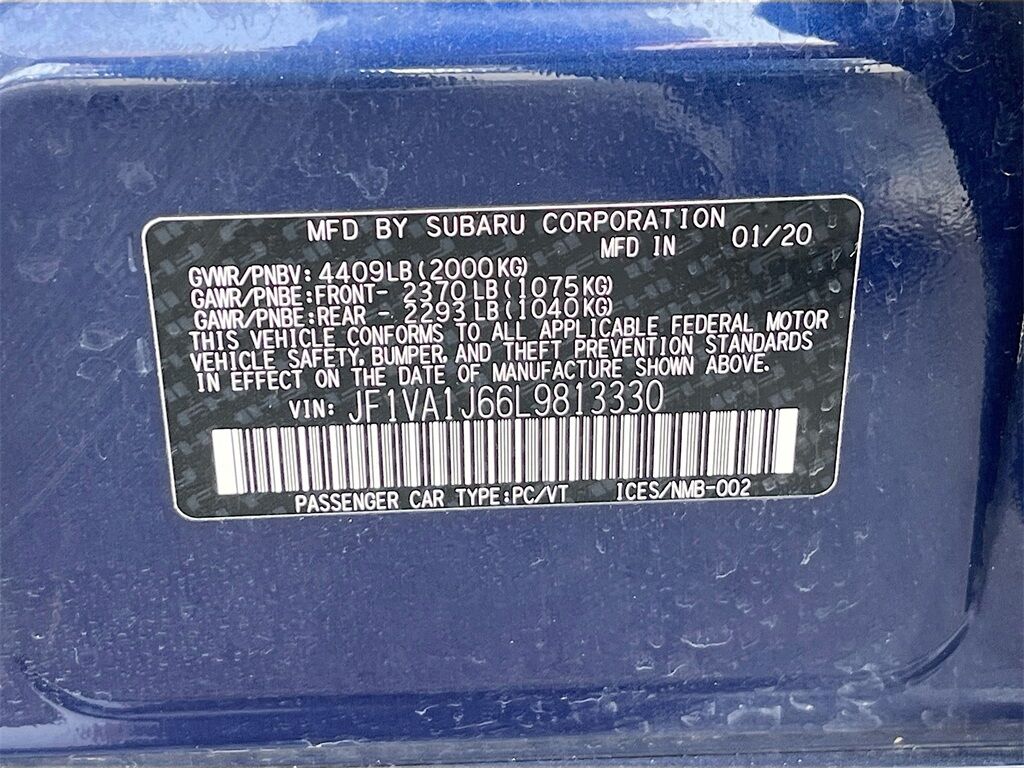 MFD BY SUBARU CORPORATION
MFD IN 01/20
GVWR/PNBV: 4409LB(2000KG)
GAWR/PNBE:FRONT- 2370LB(1075KG)
GAWR/PNBE:REAR - 2293LB(1040KG)
THIS VEHICLE CONFORMS TO ALL APPLICABLE FEDERAL MOTOR
VEHICLE SAFETY, BUMPER, AND THEFT PREVENTION STANDARDS
IN EFFECT ON THE DATE OF MANUFACTURE SHOWN ABOVE.
VIN: JF1VA1J66L9813330
PASSENGER CAR TYPE:PC/VT ICES/NMB-002